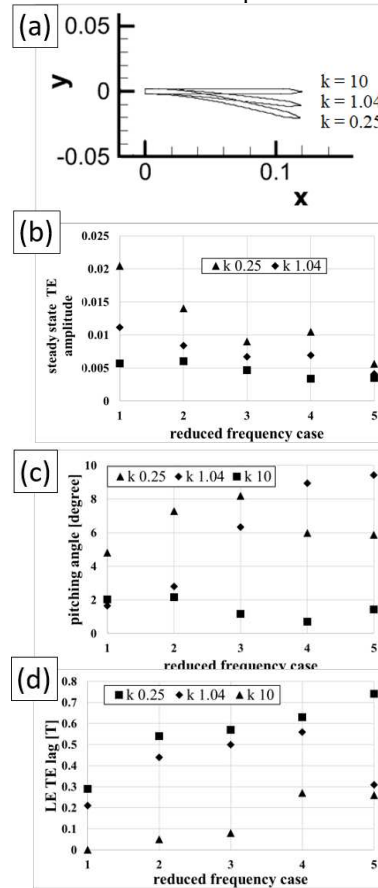 (a)
0.05
y
0
-0.05
0
0.1
x
k = 10
k = 1.04
k = 0.25
(b)
0.025
0.02
0.015
0.01
0.005
0
▲ k 0.25 ◆ k 1.04
steady state TE
amplitude
1 2 3 4 5
reduced frequency case
(c)
10
8
6
4
2
0
▲ k 0.25 ◆ k 1.04 ■ k 10
pitching angle [degree]
1 2 3 4 5
reduced frequency case
(d)
0.8
0.7
0.6
0.5
0.4
0.3
0.2
0.1
0
■ k 0.25 ◆ k 1.04 ▲ k 10
LE TE lag [T]
1 2 3 4 5
reduced frequency case